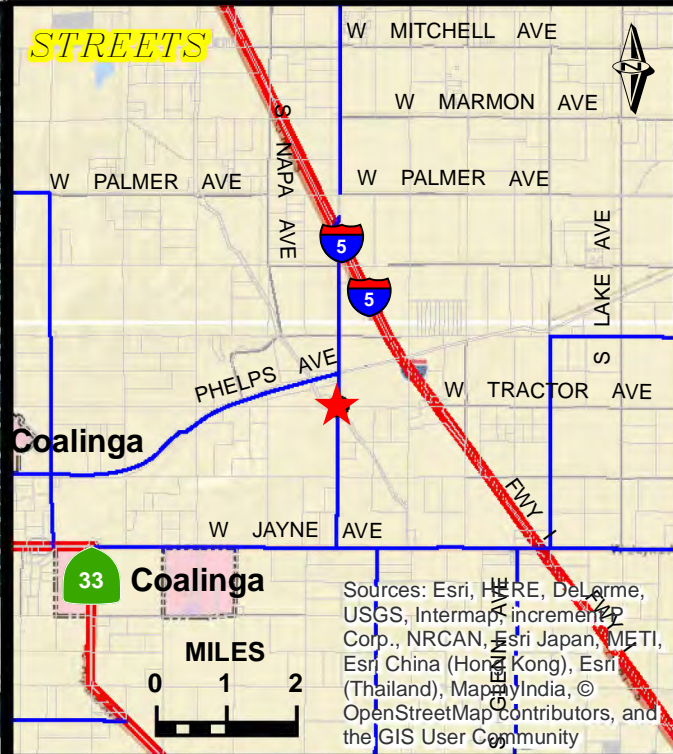 STREETS
W MITCHELL AVE
N
W MARMON AVE
S NAPA AVE
W PALMER AVE
W PALMER AVE
S LAKE AVE
5
5
PHELPS AVE
W TRACTOR AVE
Coalinga
FWY I
W JAYNE AVE
33
Coalinga
FWY I
S GLENN AVE
MILES
0 1 2
Sources: Esri, HERE, DeLorme,
USGS, Intermap, increment P
Corp., NRCAN, Esri Japan, METI,
Esri China (Hong Kong), Esri
(Thailand), MapmyIndia, ©
OpenStreetMap contributors, and
the GIS User Community